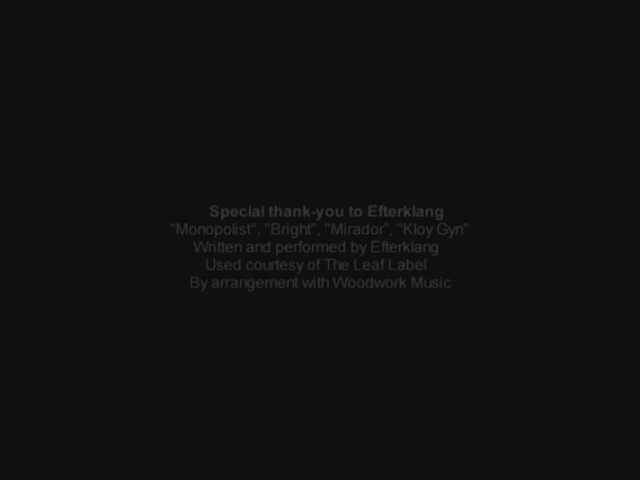 Special thank-you to Efterklang
"Monopolist", "Bright", "Mirador", "Kloy Gyn"
Written and performed by Efterklang
Used courtesy of The Leaf Label
By arrangement with Woodwork Music